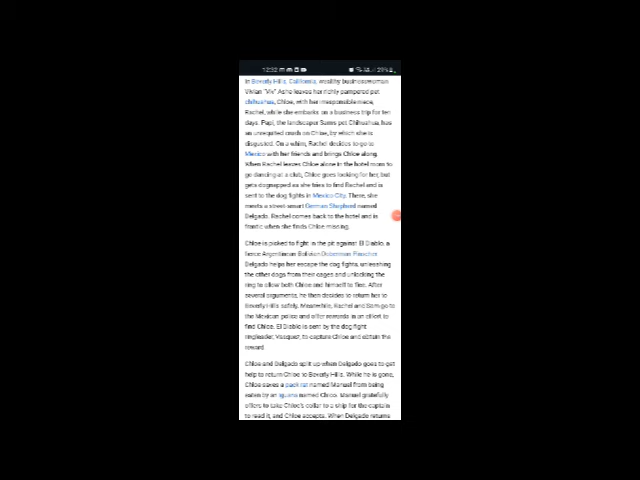 12:32
29%
In Beverly Hills, California, wealthy businesswoman
Vivian "Viv" Ashe leaves her richly pampered pet
chihuahua, Chloe, with her irresponsible niece,
Rachel, while she embarks on a business trip for ten
days. Papi, the landscaper Sam's pet Chihuahua, has
an unrequited crush on Chloe, by which she is
disgusted. On a whim, Rachel decides to go to
Mexico with her friends and brings Chloe along.
When Rachel leaves Chloe alone in the hotel room to
go dancing at a club, Chloe goes looking for her, but
gets dognapped as she tries to find Rachel and is
sent to the dog fights in Mexico City. There, she
meets a street-smart German Shepherd named
Delgado. Rachel comes back to the hotel and is
frantic when she finds Chloe missing.
Chloe is picked to fight in the pit against El Diablo, a
fierce Argentinean Bolivian Doberman Pinscher.
Delgado helps her escape the dog fights, unleashing
the other dogs from their cages and unlocking the
ring to allow both Chloe and himself to flee. After
several arguments, he then decides to return her to
Beverly Hills safely. Meanwhile, Rachel and Sam go to
the Mexican police and offer rewards in an effort to
find Chloe. El Diablo is sent by the dog fight
ringleader, Vasquez, to capture Chloe and obtain the
reward.
Chloe and Delgado split up when Delgado goes to get
help to return Chloe to Beverly Hills. While he is gone,
Chloe saves a pack rat named Manuel from being
eaten by an iguana named Chico. Manuel gratefully
offers to take Chloe's collar to a ship for the captain
to read it, and Chloe accepts. When Delgado returns